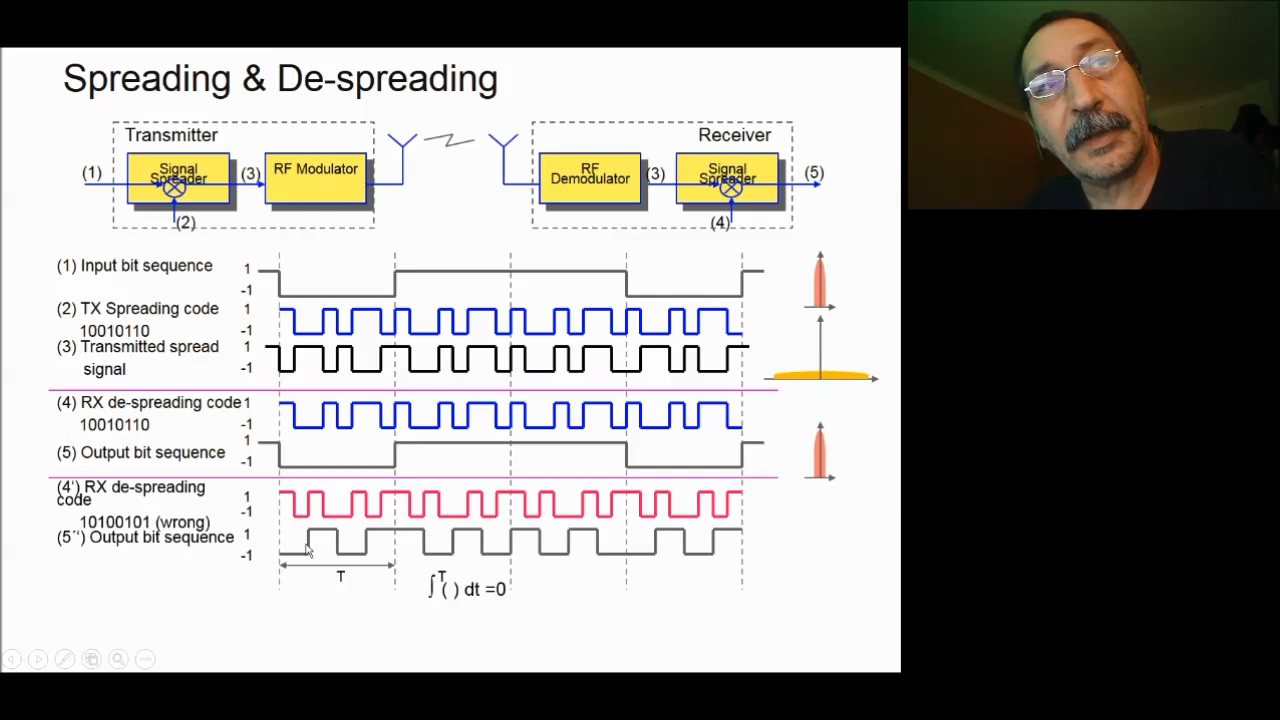 Spreading & De-spreading
Transmitter
Receiver
(1)
Signal
Spreader
(3)
RF Modulator
RF
Demodulator
(3)
Signal
Spreader
(5)
(2)
(4)
(1) Input bit sequence
1
-1
(2) TX Spreading code
10010110
1
-1
(3) Transmitted spread
signal
1
-1
(4) RX de-spreading code
10010110
1
-1
(5) Output bit sequence
1
-1
(4') RX de-spreading
code
10100101 (wrong)
1
-1
(5´') Output bit sequence
1
-1
T
∫T ( ) dt =0